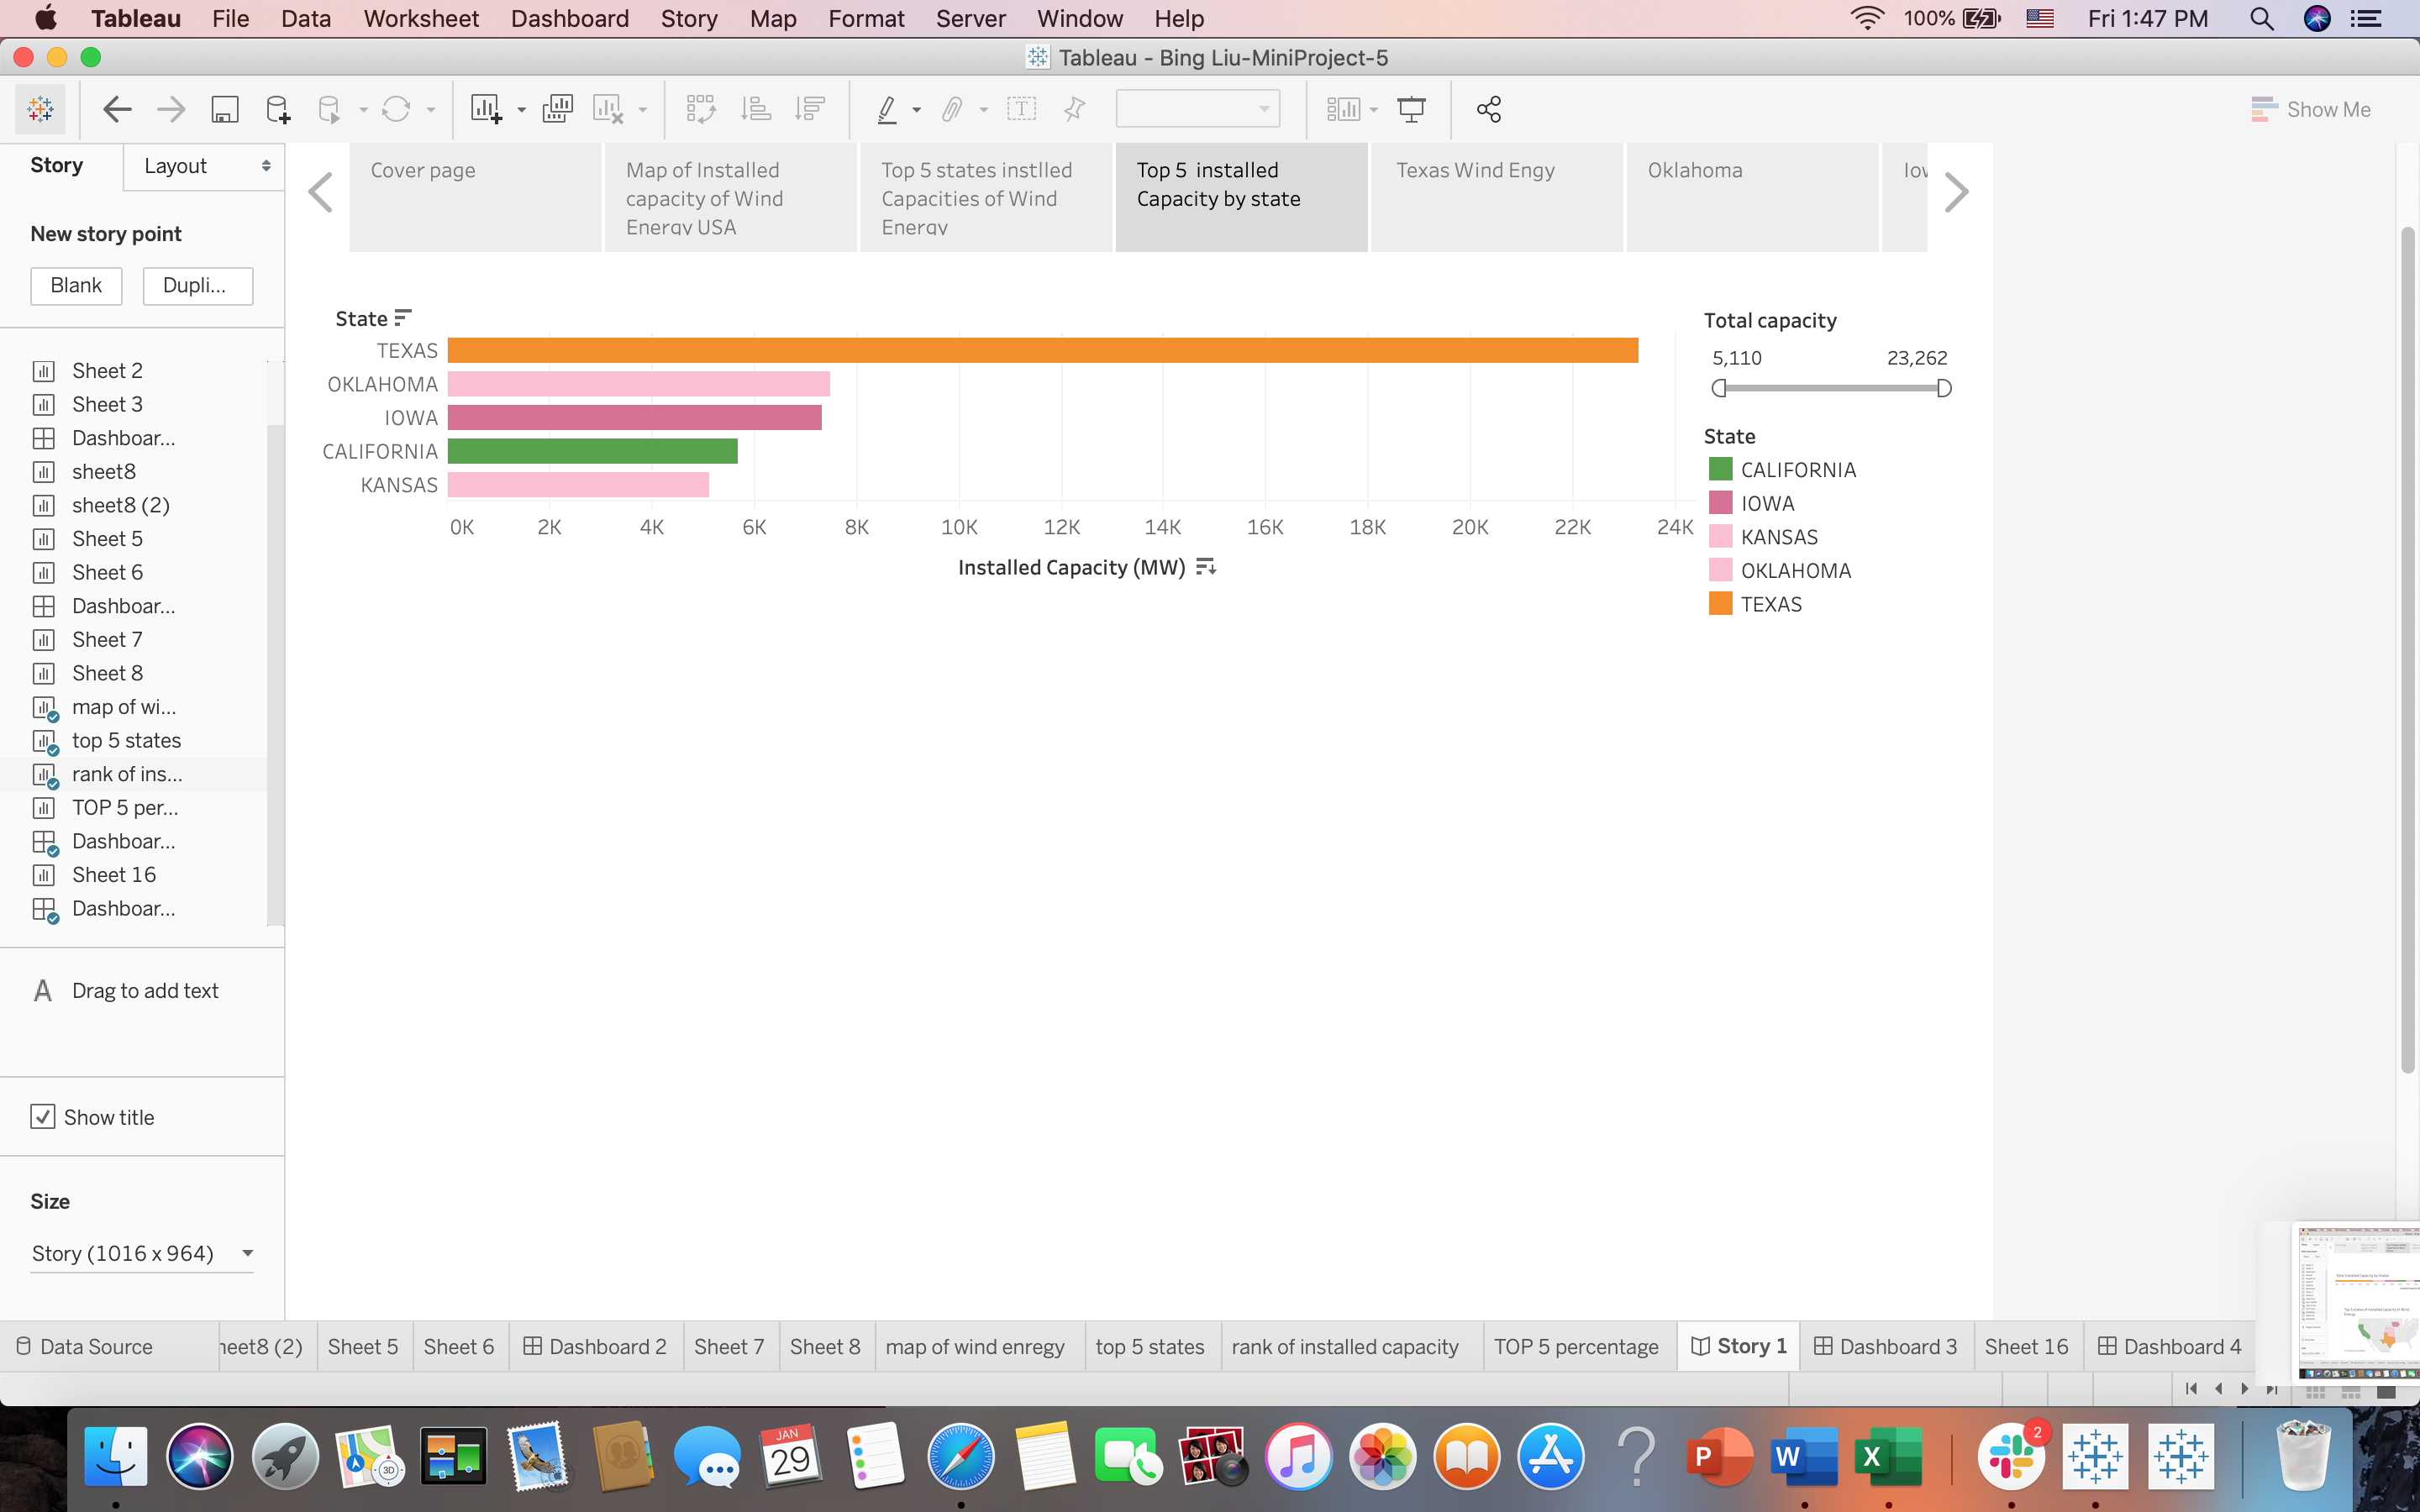 Tableau File Data Worksheet Dashboard Story Map Format Server Window Help 100% Fri 1:47 PM
Tableau - Bing Liu-MiniProject-5
Show Me
Story Layout
New story point
Blank Dupli...
Sheet 2
Sheet 3
Dashboar...
sheet8
sheet8 (2)
Sheet 5
Sheet 6
Dashboar...
Sheet 7
Sheet 8
map of wi...
top 5 states
rank of ins...
TOP 5 per...
Dashboar...
Sheet 16
Dashboar...
A Drag to add text
Show title
Size
Story (1016 x 964)
Cover page
Map of Installed
capacity of Wind
Energy USA
Top 5 states instlled
Capacities of Wind
Energy
Top 5 installed
Capacity by state
Texas Wind Engy
Oklahoma
State
TEXAS
OKLAHOMA
IOWA
CALIFORNIA
KANSAS
0K 2K 4K 6K 8K 10K 12K 14K 16K 18K 20K 22K 24K
Installed Capacity (MW)
Total capacity
5,110 23,262
State
CALIFORNIA
IOWA
KANSAS
OKLAHOMA
TEXAS
Data Source heet8 (2) Sheet 5 Sheet 6 Dashboard 2 Sheet 7 Sheet 8 map of wind enregy top 5 states rank of installed capacity TOP 5 percentage Story 1 Dashboard 3 Sheet 16 Dashboard 4
3D
JAN
29
P
W
X
2